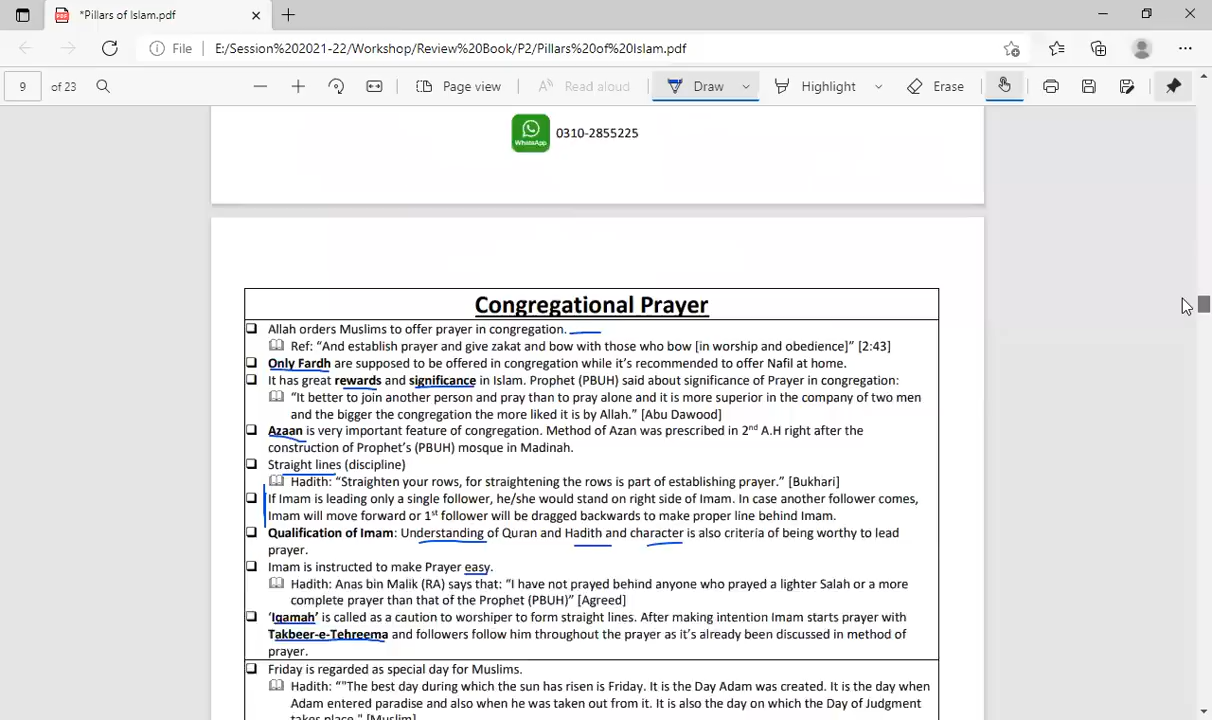 *Pillars of Islam.pdf
File E:/Session%202021-22/Workshop/Review%20Book/P2/Pillars%20of%20Islam.pdf
9 of 23 Page view Read aloud Draw Highlight Erase
WhatsApp 0310-2855225
Congregational Prayer
Allah orders Muslims to offer prayer in congregation.
Ref: “And establish prayer and give zakat and bow with those who bow [in worship and obedience]” [2:43]
Only Fardh are supposed to be offered in congregation while it’s recommended to offer Nafil at home.
It has great rewards and significance in Islam. Prophet (PBUH) said about significance of Prayer in congregation:
“It better to join another person and pray than to pray alone and it is more superior in the company of two men
and the bigger the congregation the more liked it is by Allah.” [Abu Dawood]
Azaan is very important feature of congregation. Method of Azan was prescribed in 2nd A.H right after the
construction of Prophet’s (PBUH) mosque in Madinah.
Straight lines (discipline)
Hadith: “Straighten your rows, for straightening the rows is part of establishing prayer.” [Bukhari]
If Imam is leading only a single follower, he/she would stand on right side of Imam. In case another follower comes,
Imam will move forward or 1st follower will be dragged backwards to make proper line behind Imam.
Qualification of Imam: Understanding of Quran and Hadith and character is also criteria of being worthy to lead
prayer.
Imam is instructed to make Prayer easy.
Hadith: Anas bin Malik (RA) says that: “I have not prayed behind anyone who prayed a lighter Salah or a more
complete prayer than that of the Prophet (PBUH)” [Agreed]
‘Iqamah’ is called as a caution to worshiper to form straight lines. After making intention Imam starts prayer with
Takbeer-e-Tehreema and followers follow him throughout the prayer as it’s already been discussed in method of
prayer.
Friday is regarded as special day for Muslims.
Hadith: “"The best day during which the sun has risen is Friday. It is the Day Adam was created. It is the day when
Adam entered paradise and also when he was taken out from it. It is also the day on which the Day of Judgment
takes place." [Muslim]